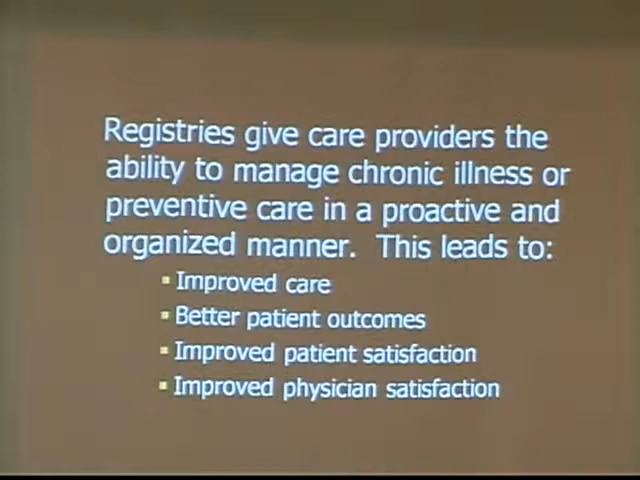 Registries give care providers the
ability to manage chronic illness or
preventive care in a proactive and
organized manner.  This leads to:
Improved care
Better patient outcomes
Improved patient satisfaction
Improved physician satisfaction